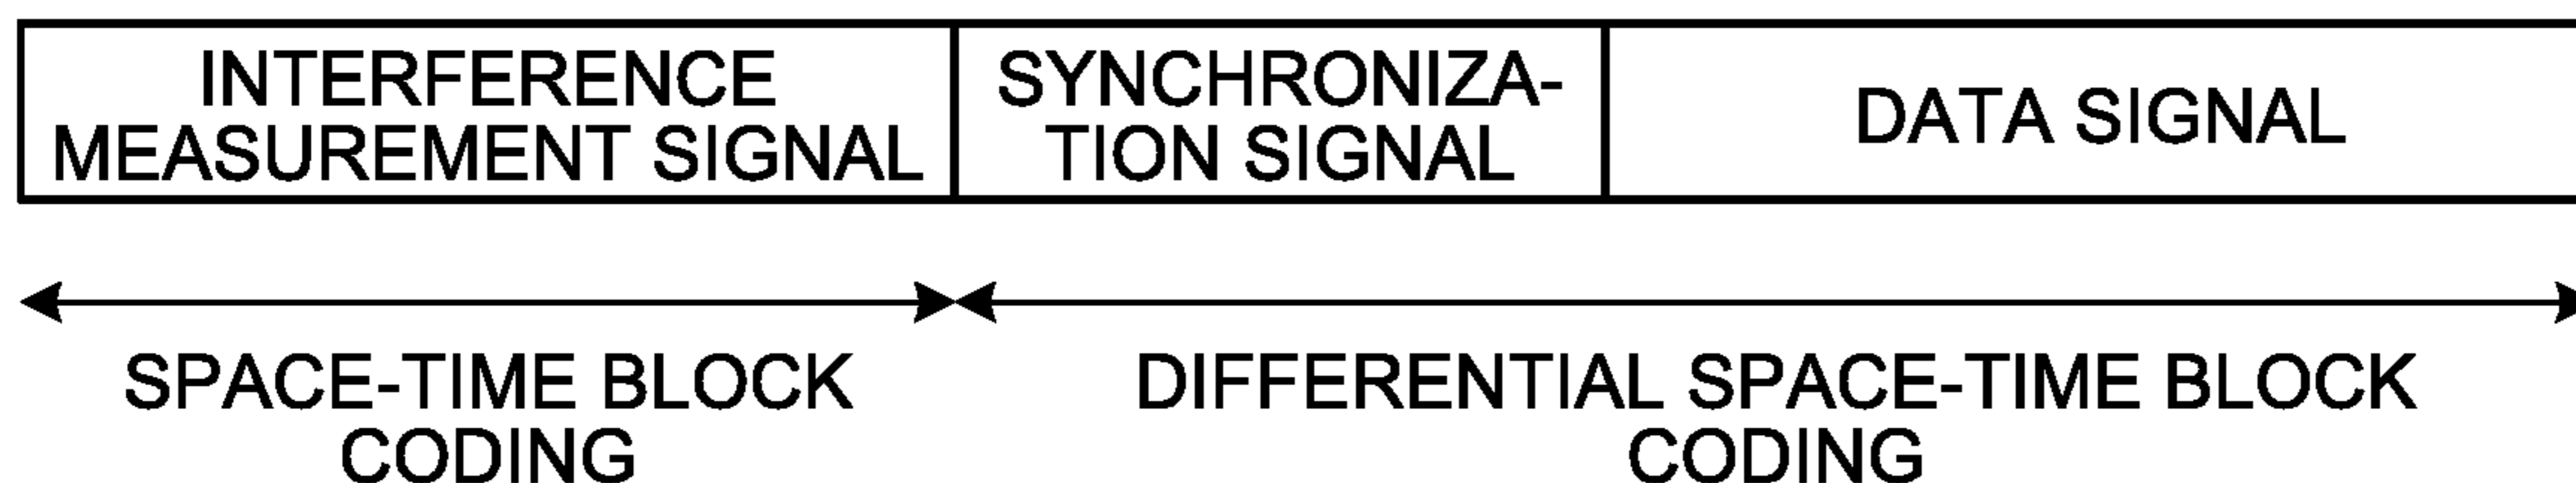 INTERFERENCE
MEASUREMENT SIGNAL
SYNCHRONIZA-
TION SIGNAL
DATA SIGNAL
SPACE-TIME BLOCK
CODING
DIFFERENTIAL SPACE-TIME BLOCK
CODING